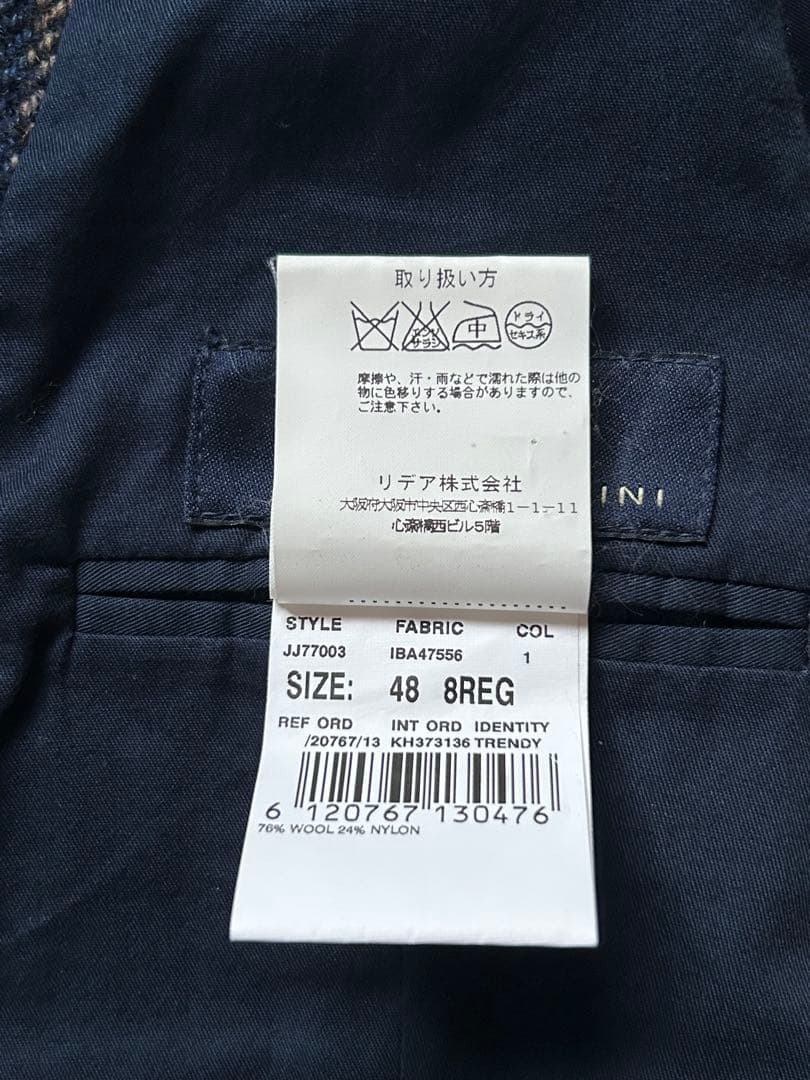 取り扱い方
エンソ
サラシ
中
ドライ
セキユ系
摩擦や、汗・雨などで濡れた際は他の
物に色移りする場合がありますので、
ご注意下さい。
リデア株式会社
大阪府大阪市中央区西心斎橋1-1-11
心斎橋西ビル5階
INI
STYLE FABRIC COL
JJ77003 IBA47556 1
SIZE: 48 8REG
REF ORD INT ORD IDENTITY
/20767/13 KH373136 TRENDY
6 120767 130476
76% WOOL 24% NYLON